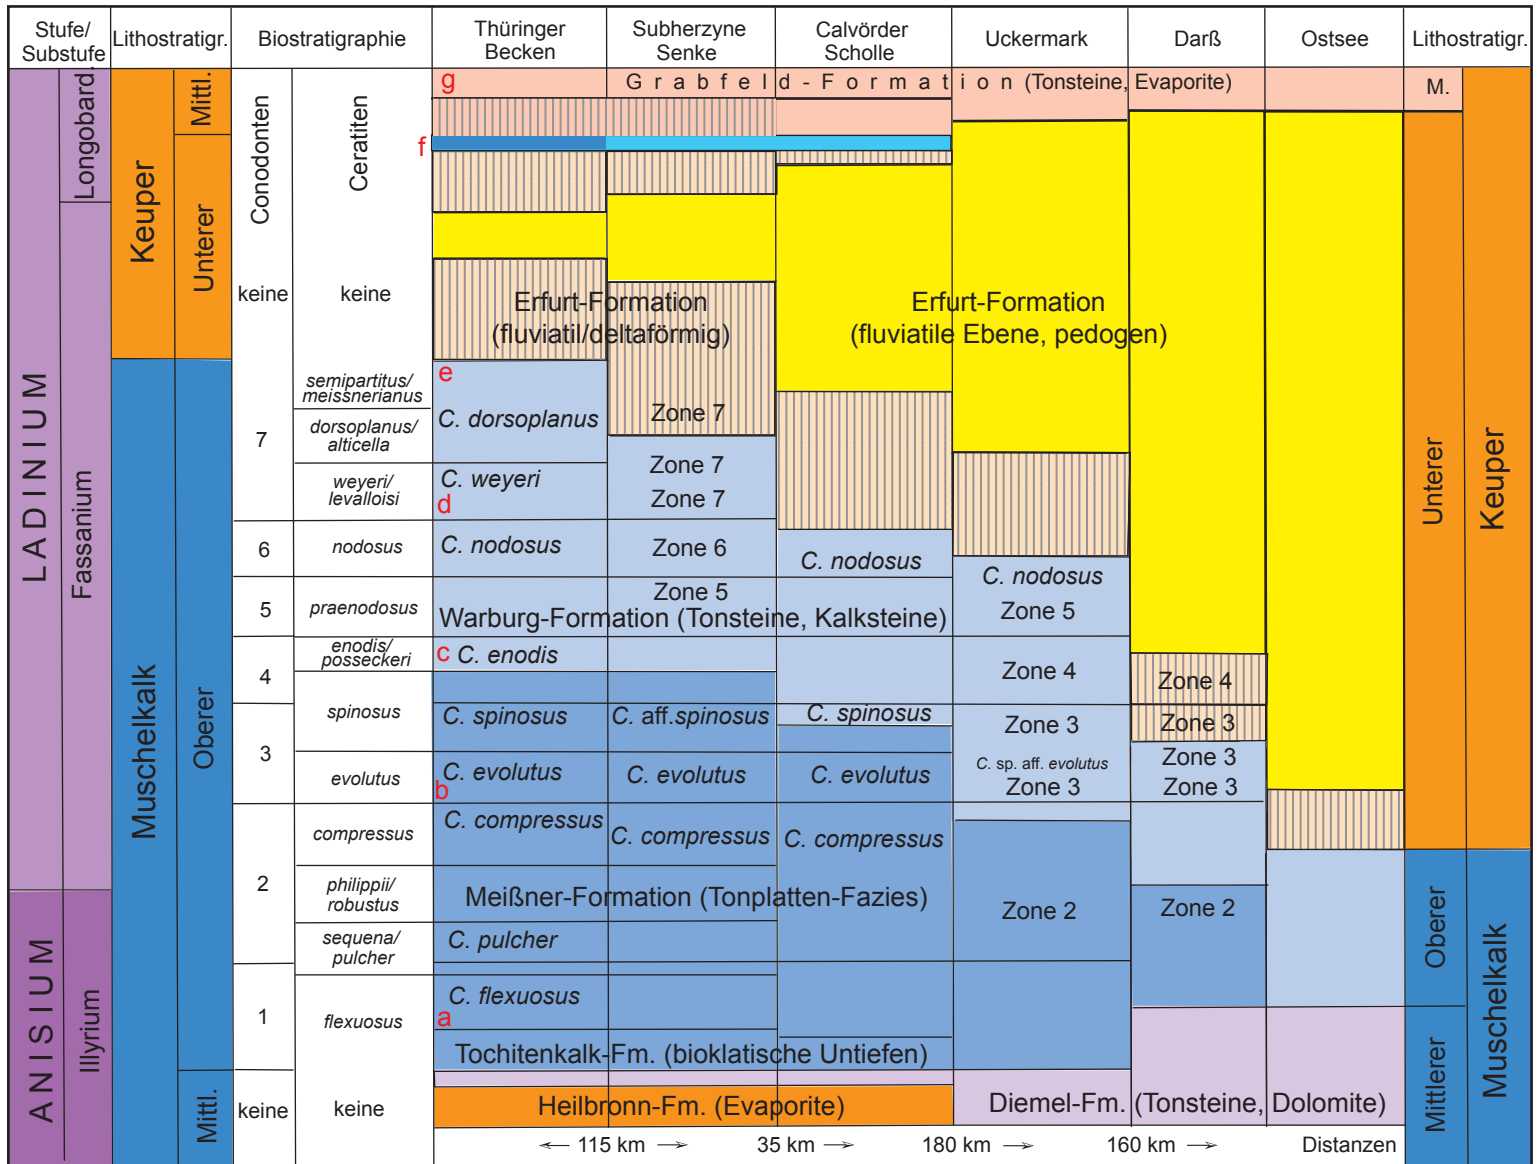 Stufe/
Substufe
Lithostratigr.
Biostratigraphie
Thüringer
Becken
Subherzyne
Senke
Calvörder
Scholle
Uckermark
Darß
Ostsee
Lithostratigr.
LADINIUM
ANISIUM
Longobard.
Fassanium
Illyrium
Keuper
Muschelkalk
Mittl.
Unterer
Oberer
Mittl.
Conodonten
keine
7
6
5
4
3
2
1
keine
Ceratiten
keine
semipartitus/
meissnerianus
dorsoplanus/
alticella
weyeri/
levalloisi
nodosus
praenodosus
enodis/
posseckeri
spinosus
evolutus
compressus
philippii/
robustus
sequena/
pulcher
flexuosus
keine
g
Grabfeld-Formation (Tonsteine, Evaporite)
f
Erfurt-Formation
(fluviatil/deltaförmig)
Erfurt-Formation
(fluviatile Ebene, pedogen)
e
C. dorsoplanus
Zone 7
C. weyeri
Zone 7
d
Zone 7
C. nodosus
Zone 6
C. nodosus
C. nodosus
Zone 5
Zone 5
Warburg-Formation (Tonsteine, Kalksteine)
c
C. enodis
Zone 4
Zone 4
C. spinosus
C. aff.spinosus
C. spinosus
Zone 3
Zone 3
C. evolutus
C. evolutus
C. evolutus
C. sp. aff. evolutus
Zone 3
Zone 3
b
Zone 3
C. compressus
C. compressus
C. compressus
Meißner-Formation (Tonplatten-Fazies)
Zone 2
Zone 2
C. pulcher
C. flexuosus
a
Tochitenkalk-Fm. (bioklatische Untiefen)
Heilbronn-Fm. (Evaporite)
Diemel-Fm. (Tonsteine, Dolomite)
← 115 km →
35 km →
180 km →
160 km →
Distanzen
M.
Unterer
Keuper
Oberer
Mittlerer
Muschelkalk